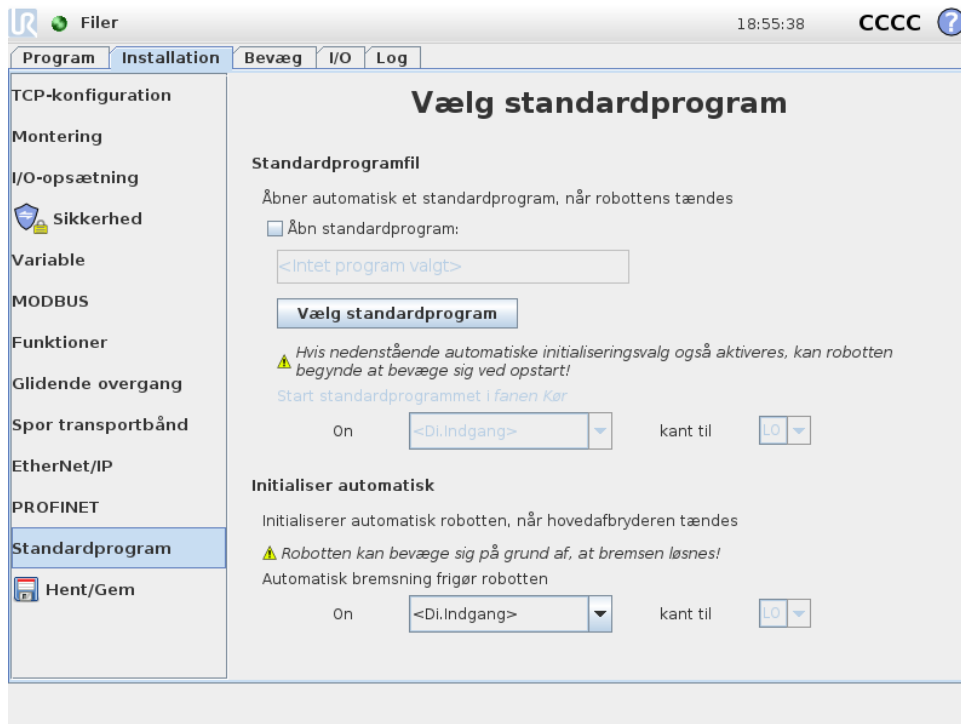 UR Filer 18:55:38 CCCC ?
Program Installation Bevæg I/O Log
TCP-konfiguration
Montering
I/O-opsætning
Sikkerhed
Variable
MODBUS
Funktioner
Glidende overgang
Spor transportbånd
EtherNet/IP
PROFINET
Standardprogram
Hent/Gem
Vælg standardprogram
Standardprogramfil
Åbner automatisk et standardprogram, når robottens tændes
Åbn standardprogram:
<Intet program valgt>
Vælg standardprogram
Hvis nedenstående automatiske initialiseringsvalg også aktiveres, kan robotten
begynde at bevæge sig ved opstart!
Start standardprogrammet i fanen Kør
On <Di.Indgang> kant til LO
Initialiser automatisk
Initialiserer automatisk robotten, når hovedafbryderen tændes
Robotten kan bevæge sig på grund af, at bremsen løsnes!
Automatisk bremsning frigør robotten
On <Di.Indgang> kant til LO